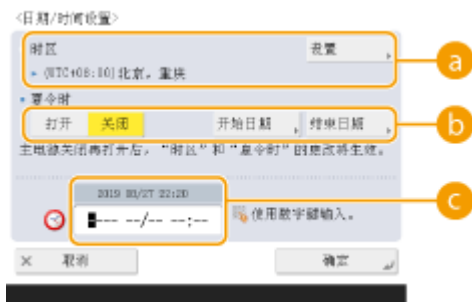 <日期/时间设置>
时区
设置
(UTC+08:00)北京，重庆
夏令时
打开 关闭 开始日期 结束日期
主电源关闭再打开后，“时区”和“夏令时”的更改将生效。
2019 08/27 22:20
--- --/-- --:--
使用数字键输入。
× 取消 确定
a
b
c